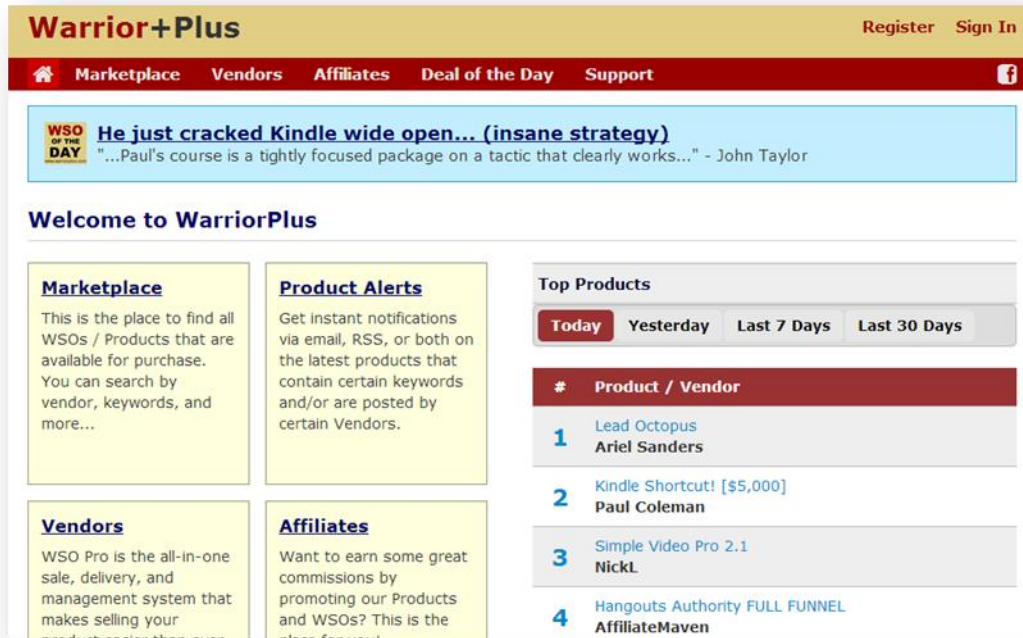 Warrior+Plus
Register Sign In
Marketplace Vendors Affiliates Deal of the Day Support
WSO
OF THE
DAY
He just cracked Kindle wide open... (insane strategy)
"...Paul's course is a tightly focused package on a tactic that clearly works..." - John Taylor
Welcome to WarriorPlus
Marketplace
This is the place to find all
WSOs / Products that are
available for purchase.
You can search by
vendor, keywords, and
more...
Product Alerts
Get instant notifications
via email, RSS, or both on
the latest products that
contain certain keywords
and/or are posted by
certain Vendors.
Vendors
WSO Pro is the all-in-one
sale, delivery, and
management system that
makes selling your
product easier than ever
Affiliates
Want to earn some great
commissions by
promoting our Products
and WSOs? This is the
place for you!
Top Products
Today Yesterday Last 7 Days Last 30 Days
# Product / Vendor
1 Lead Octopus
Ariel Sanders
2 Kindle Shortcut! [$5,000]
Paul Coleman
3 Simple Video Pro 2.1
NickL
4 Hangouts Authority FULL FUNNEL
AffiliateMaven